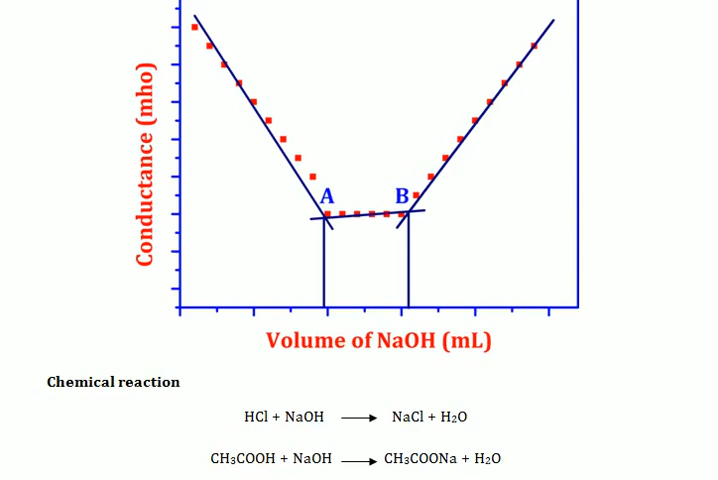 Conductance (mho)
A
B
Volume of NaOH (mL)
Chemical reaction
HCl + NaOH ⟶ NaCl + H₂O
CH₃COOH + NaOH ⟶ CH₃COONa + H₂O